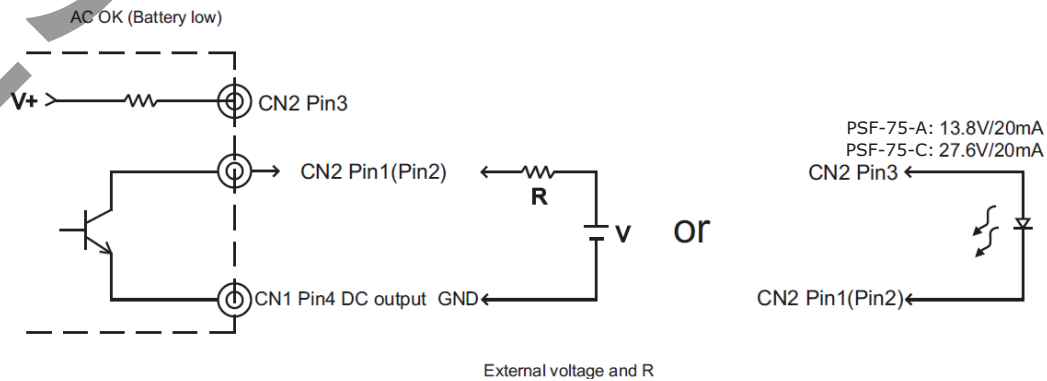 AC OK (Battery low)
V+
CN2 Pin3
CN2 Pin1(Pin2)
R
V
CN1 Pin4 DC output GND
or
PSF-75-A: 13.8V/20mA
PSF-75-C: 27.6V/20mA
CN2 Pin3
CN2 Pin1(Pin2)
External voltage and R